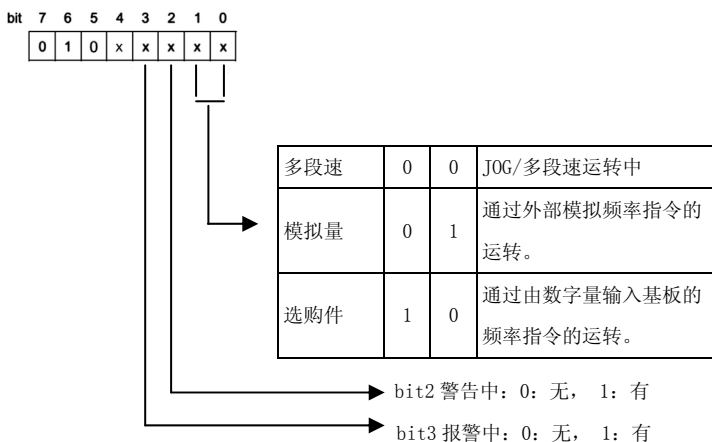 bit 7 6 5 4 3 2 1 0
0 1 0 x x x x x
多段速 0 0 JOG/多段速运转中
模拟量 0 1 通过外部模拟频率指令的
运转。
选购件 1 0 通过由数字量输入基板的
频率指令的运转。
bit2 警告中：0：无， 1：有
bit3 报警中：0：无， 1：有